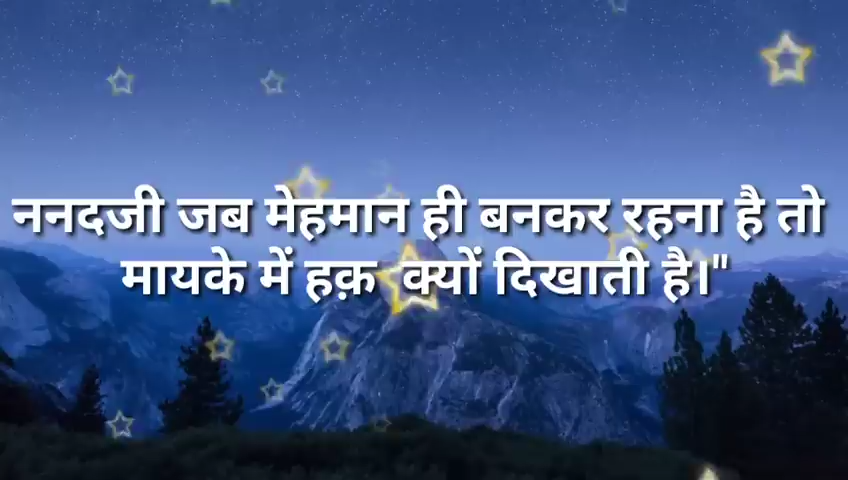 ननदजी जब मेहमान ही बनकर रहना है तो
मायके में हक़ क्यों दिखाती है।"